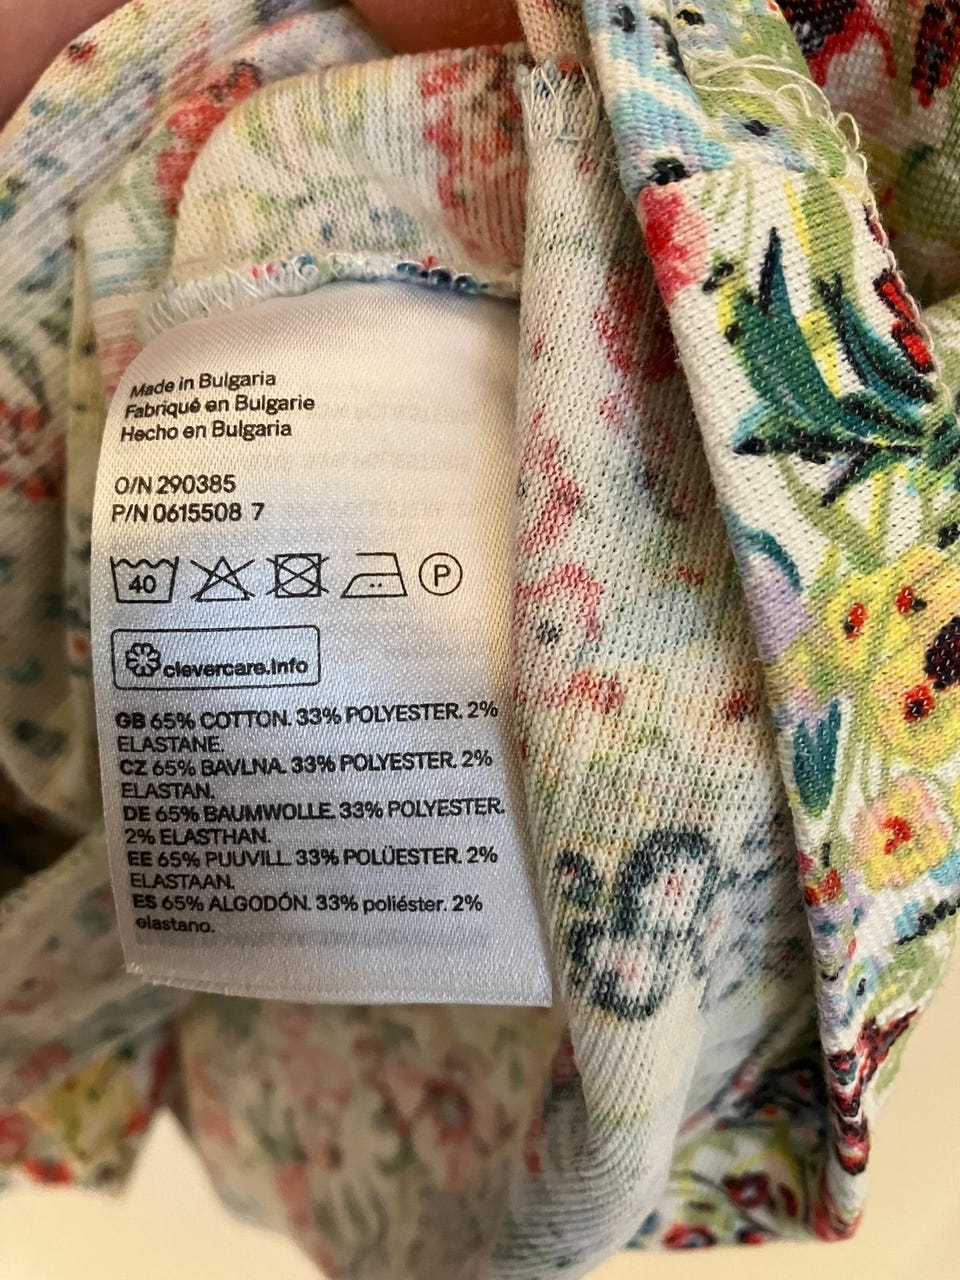 Made in Bulgaria
Fabriqué en Bulgarie
Hecho en Bulgaria
O/N 290385
P/N 0615508 7
40 P
clevercare.info
GB 65% COTTON. 33% POLYESTER. 2%
ELASTANE.
CZ 65% BAVLNA. 33% POLYESTER. 2%
ELASTAN.
DE 65% BAUMWOLLE. 33% POLYESTER.
2% ELASTHAN.
EE 65% PUUVILL. 33% POLÜESTER. 2%
ELASTAAN.
ES 65% ALGODÓN. 33% poliéster. 2%
elastano.